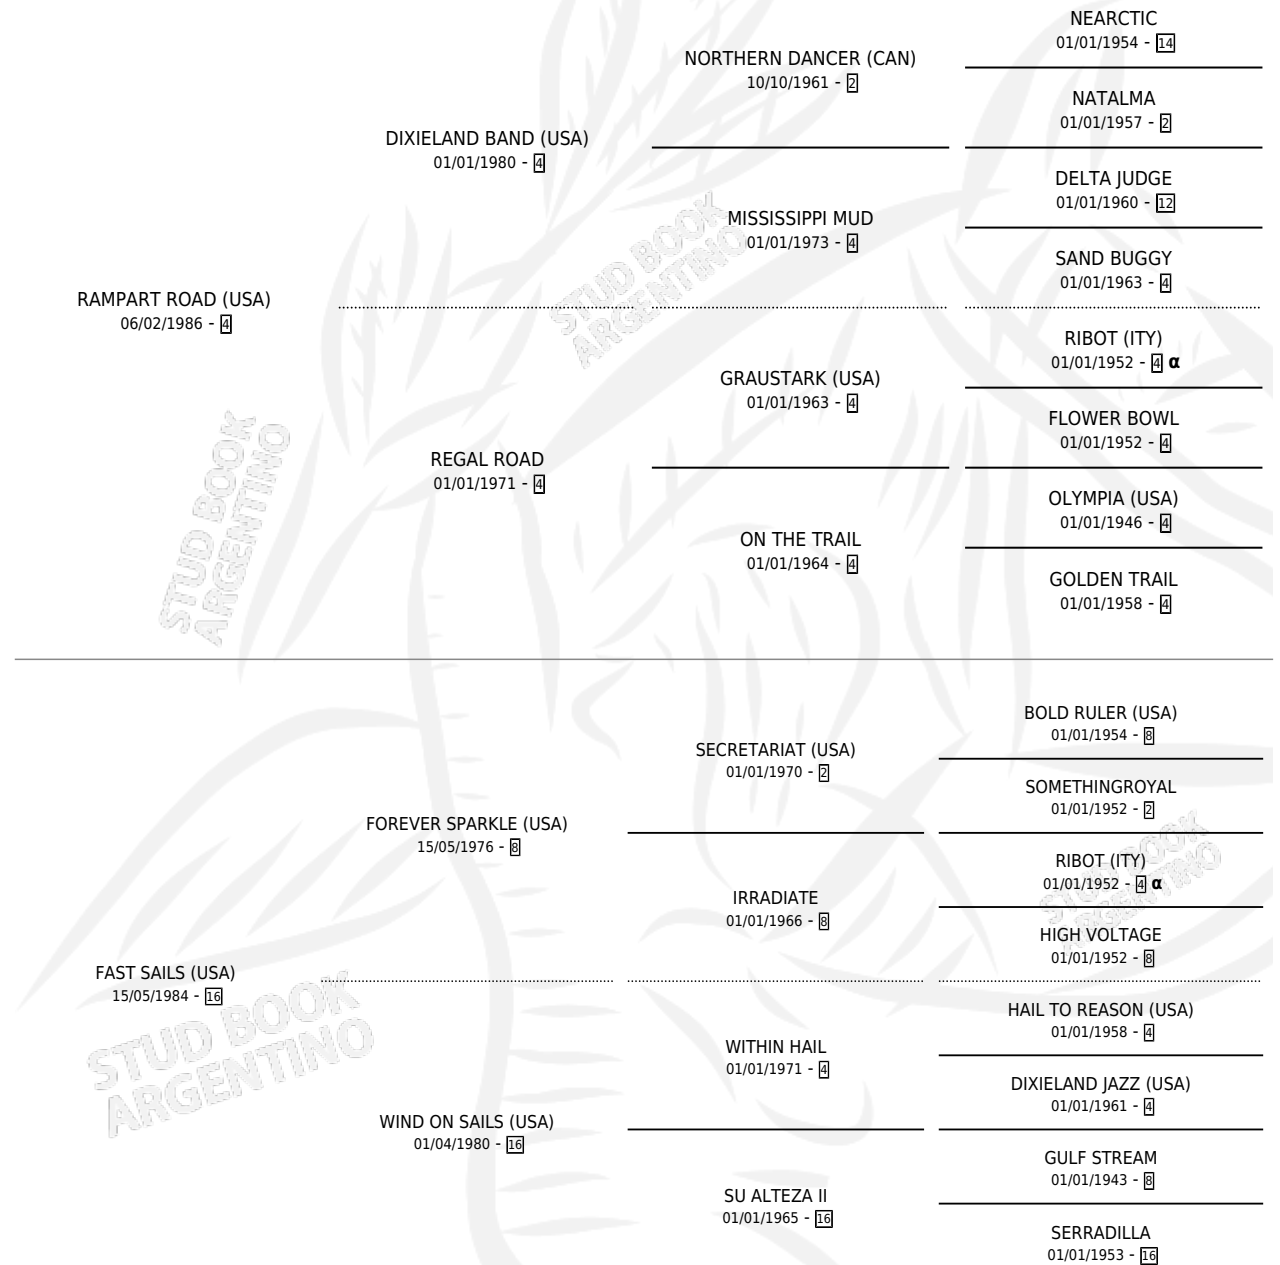 NEARCTIC
01/01/1954 - 14
NORTHERN DANCER (CAN)
10/10/1961 - 2
NATALMA
01/01/1957 - 2
DIXIELAND BAND (USA)
01/01/1980 - 4
DELTA JUDGE
01/01/1960 - 12
MISSISSIPPI MUD
01/01/1973 - 4
SAND BUGGY
01/01/1963 - 4
RAMPART ROAD (USA)
06/02/1986 - 4
RIBOT (ITY)
01/01/1952 - 4 α
GRAUSTARK (USA)
01/01/1963 - 4
FLOWER BOWL
01/01/1952 - 4
REGAL ROAD
01/01/1971 - 4
OLYMPIA (USA)
01/01/1946 - 4
ON THE TRAIL
01/01/1964 - 4
GOLDEN TRAIL
01/01/1958 - 4
BOLD RULER (USA)
01/01/1954 - 8
SECRETARIAT (USA)
01/01/1970 - 2
SOMETHINGROYAL
01/01/1952 - 2
FOREVER SPARKLE (USA)
15/05/1976 - 8
RIBOT (ITY)
01/01/1952 - 4 α
IRRADIATE
01/01/1966 - 8
HIGH VOLTAGE
01/01/1952 - 8
FAST SAILS (USA)
15/05/1984 - 16
HAIL TO REASON (USA)
01/01/1958 - 4
WITHIN HAIL
01/01/1971 - 4
DIXIELAND JAZZ (USA)
01/01/1961 - 4
WIND ON SAILS (USA)
01/04/1980 - 16
GULF STREAM
01/01/1943 - 8
SU ALTEZA II
01/01/1965 - 16
SERRADILLA
01/01/1953 - 16
STUD BOOK
ARGENTINO
STUD BOOK
ARGENTINO
STUD BOOK
ARGENTINO
STUD BOOK
ARGENTINO